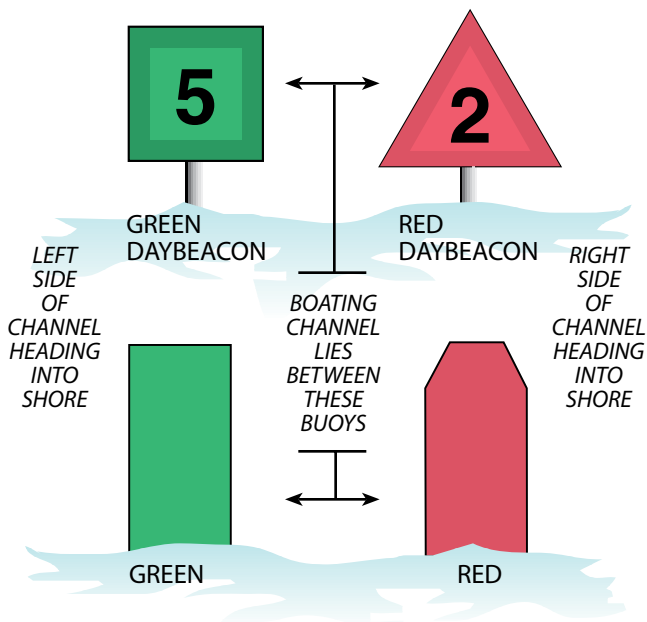 5
2
GREEN
DAYBEACON
RED
DAYBEACON
LEFT
SIDE
OF
CHANNEL
HEADING
INTO
SHORE
BOATING
CHANNEL
LIES
BETWEEN
THESE
BUOYS
RIGHT
SIDE
OF
CHANNEL
HEADING
INTO
SHORE
GREEN
RED